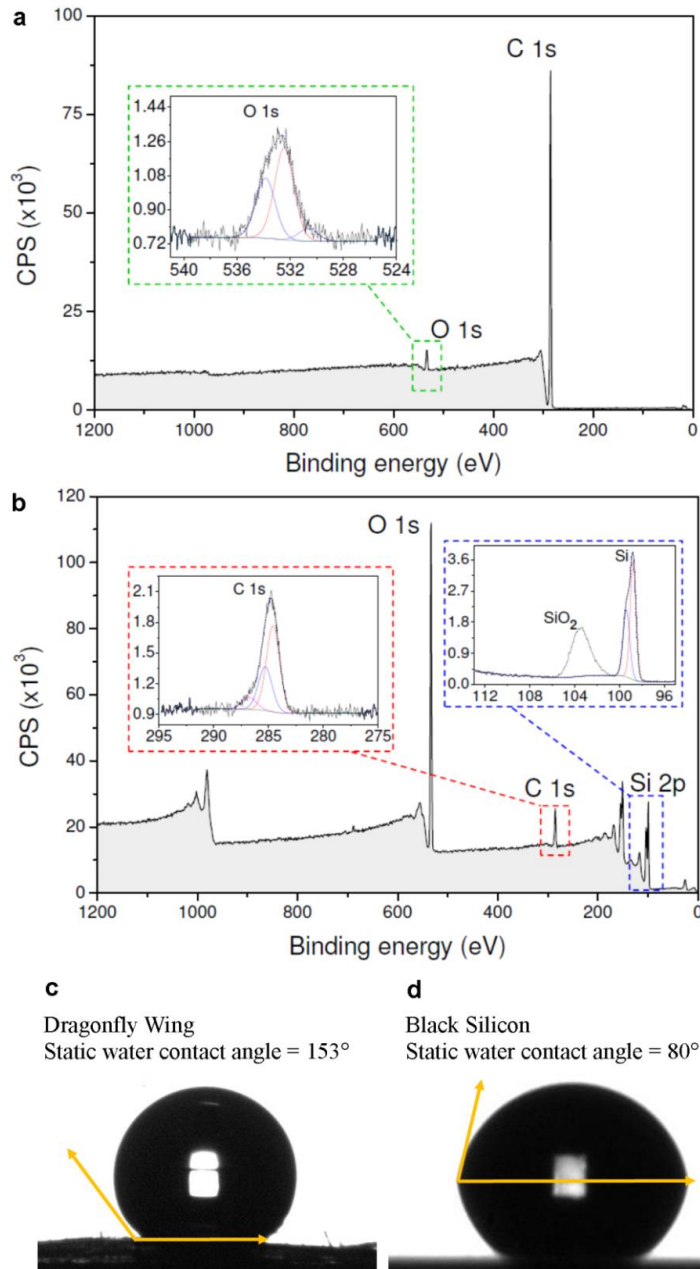 a
100
75
50
25
0
CPS (x10³)
C 1s
O 1s
1.44
1.26
1.08
0.90
0.72
O 1s
540 536 532 528 524
1200 1000 800 600 400 200 0
Binding energy (eV)
b
120
100
80
60
40
20
0
CPS (x10³)
O 1s
C 1s
2.1
1.8
1.5
1.2
0.9
295 290 285 280 275
Si
SiO₂
3.6
2.7
1.8
0.9
0.0
113 108 104 100 96
C 1s
Si 2p
1200 1000 800 600 400 200 0
Binding energy (eV)
c
Dragonfly Wing
Static water contact angle = 153°
d
Black Silicon
Static water contact angle = 80°